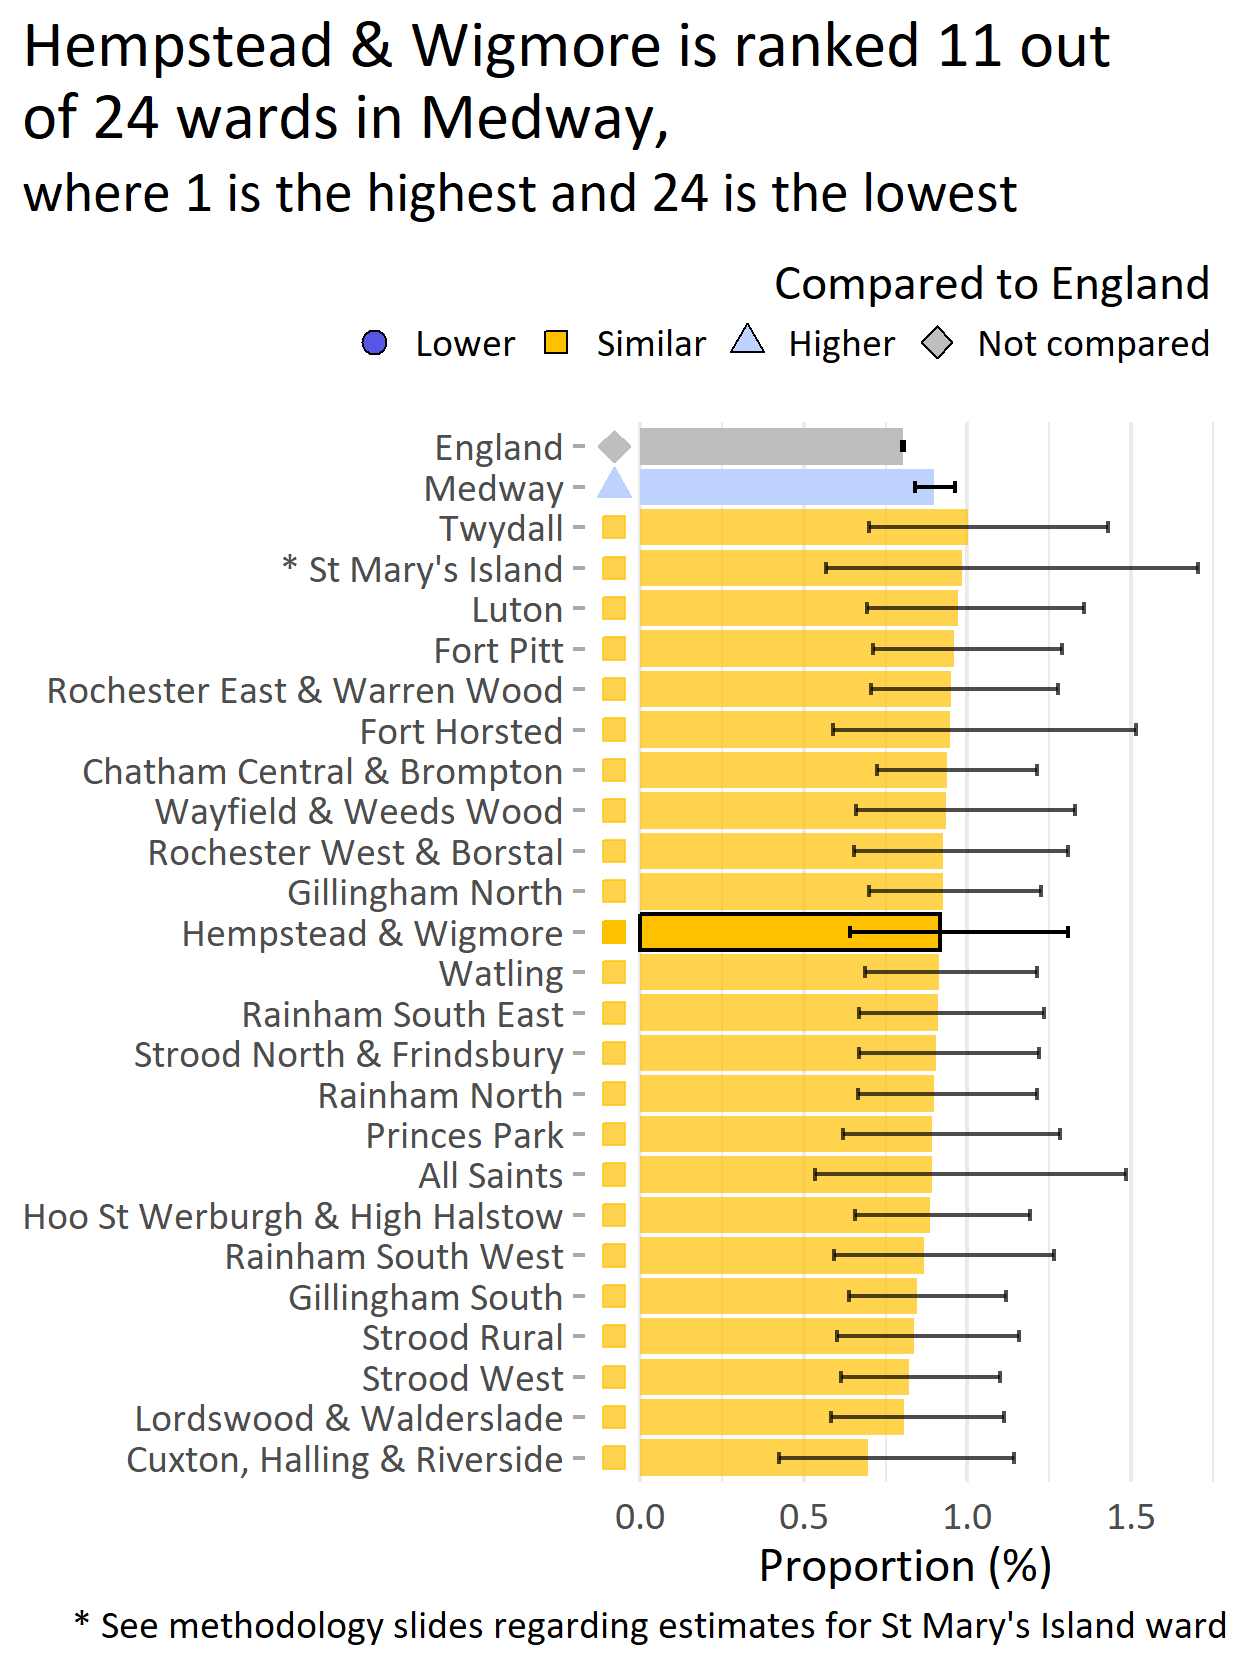 Hempstead & Wigmore is ranked 11 out
of 24 wards in Medway,
where 1 is the highest and 24 is the lowest
Compared to England
Lower Similar Higher Not compared
England
Medway
Twydall
* St Mary's Island
Luton
Fort Pitt
Rochester East & Warren Wood
Fort Horsted
Chatham Central & Brompton
Wayfield & Weeds Wood
Rochester West & Borstal
Gillingham North
Hempstead & Wigmore
Watling
Rainham South East
Strood North & Frindsbury
Rainham North
Princes Park
All Saints
Hoo St Werburgh & High Halstow
Rainham South West
Gillingham South
Strood Rural
Strood West
Lordswood & Walderslade
Cuxton, Halling & Riverside
0.0 0.5 1.0 1.5
Proportion (%)
* See methodology slides regarding estimates for St Mary's Island ward